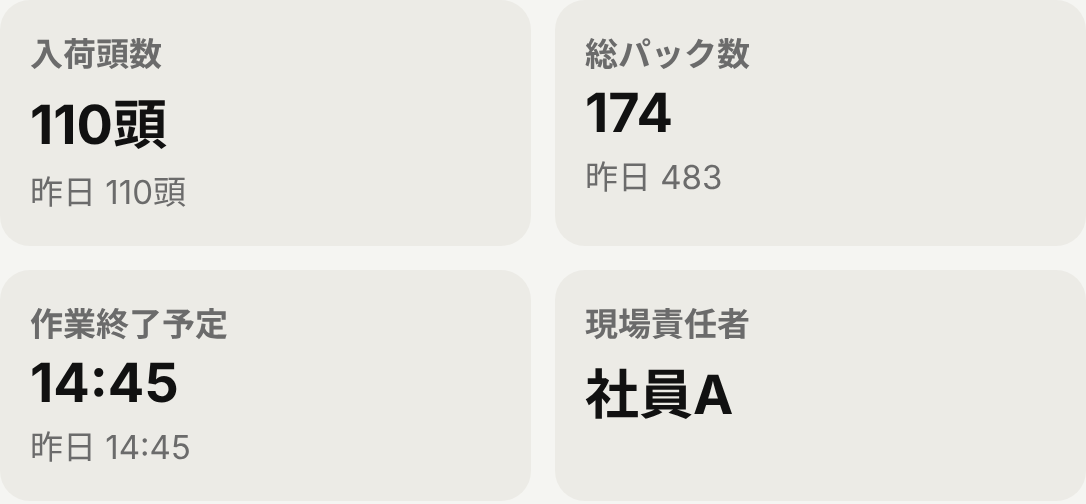 入荷頭数
110頭
昨日 110頭
総パック数
174
昨日 483
作業終了予定
14:45
昨日 14:45
現場責任者
社員A